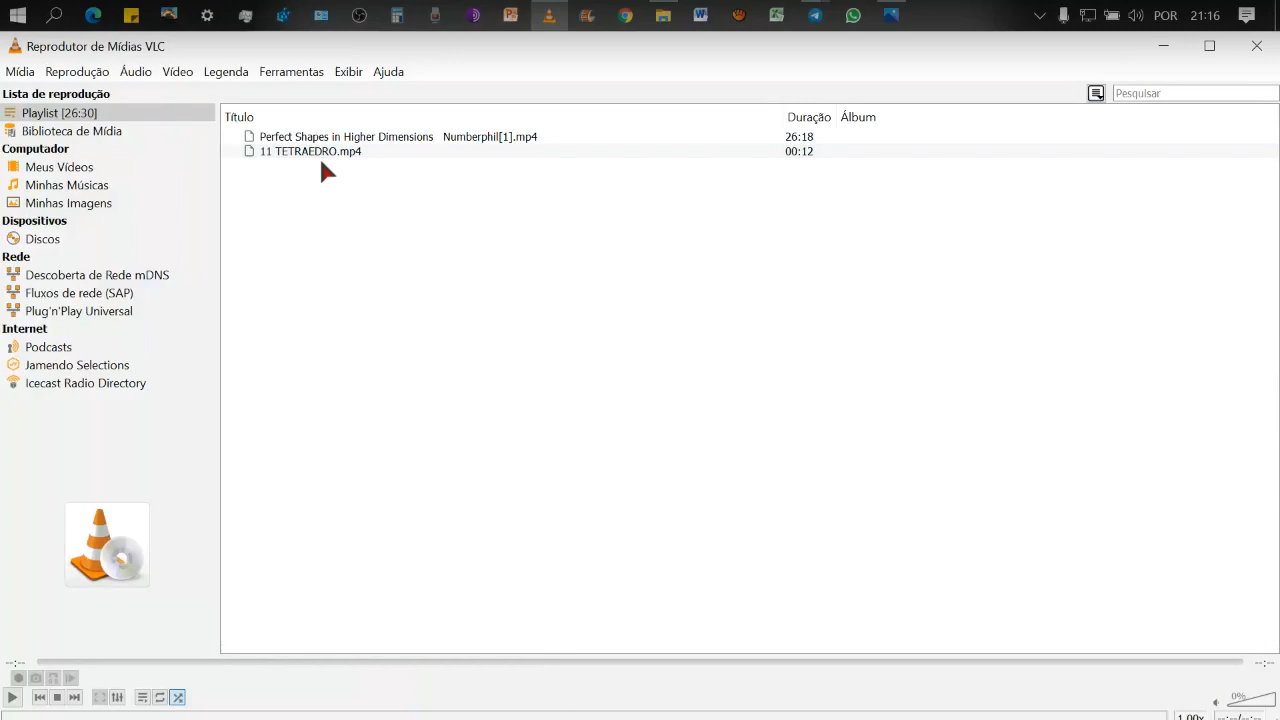 POR
21:16
Reprodutor de Mídias VLC
Mídia Reprodução Áudio Vídeo Legenda Ferramentas Exibir Ajuda
Lista de reprodução
Pesquisar
Playlist [26:30]
Título Duração Álbum
Biblioteca de Mídia
Perfect Shapes in Higher Dimensions Numberphil[1].mp4 26:18
Computador
11 TETRAEDRO.mp4 00:12
Meus Vídeos
Minhas Músicas
Minhas Imagens
Dispositivos
Discos
Rede
Descoberta de Rede mDNS
Fluxos de rede (SAP)
Plug'n'Play Universal
Internet
Podcasts
Jamendo Selections
Icecast Radio Directory
--:-- --:--
0%
1.00x --:--/--:--